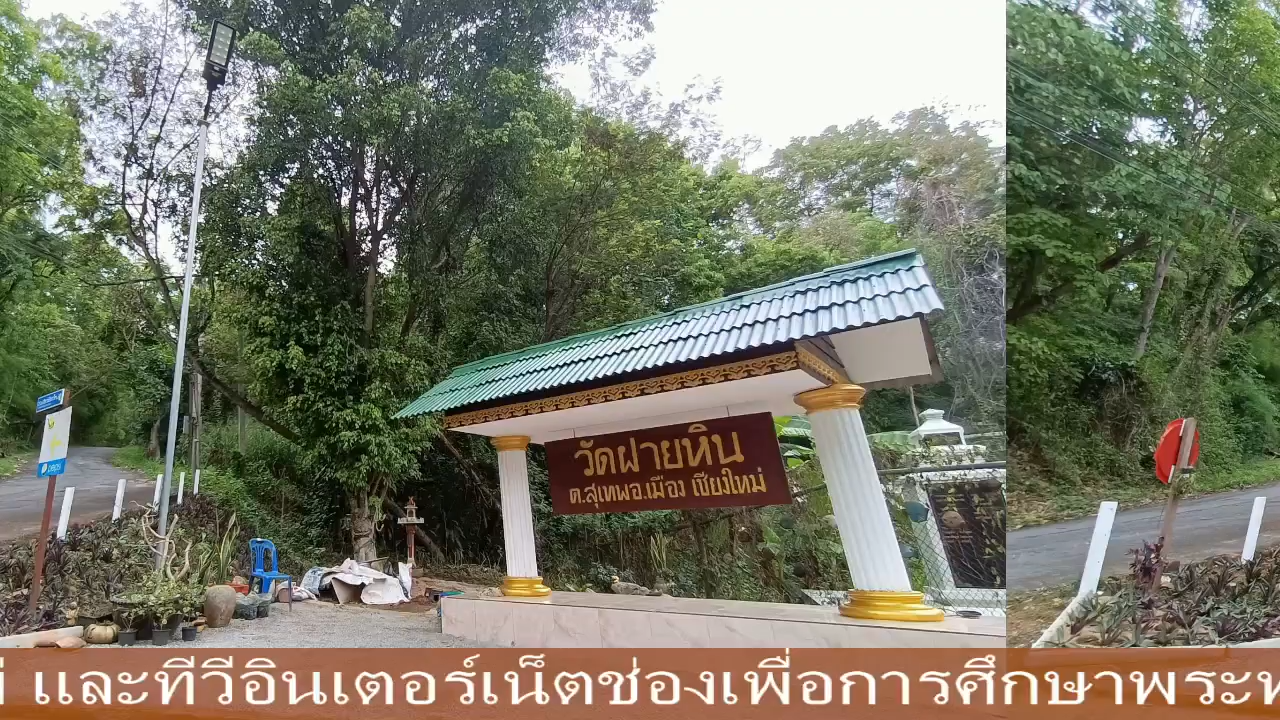 วัดฝายหิน
ต.สุเทพอ.เมือง เชียงใหม่
pepsi
และทีวีอินเตอร์เน็ตช่องเพื่อการศึกษาพระ